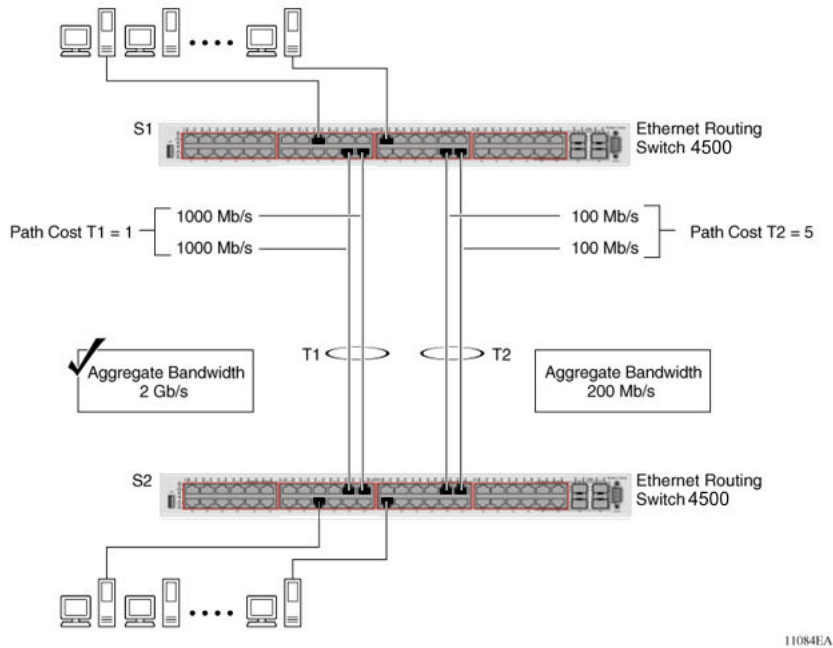 S1
Ethernet Routing
Switch 4500
Path Cost T1 = 1
1000 Mb/s
1000 Mb/s
100 Mb/s
100 Mb/s
Path Cost T2 = 5
Aggregate Bandwidth
2 Gb/s
T1
T2
Aggregate Bandwidth
200 Mb/s
S2
Ethernet Routing
Switch 4500
11084EA